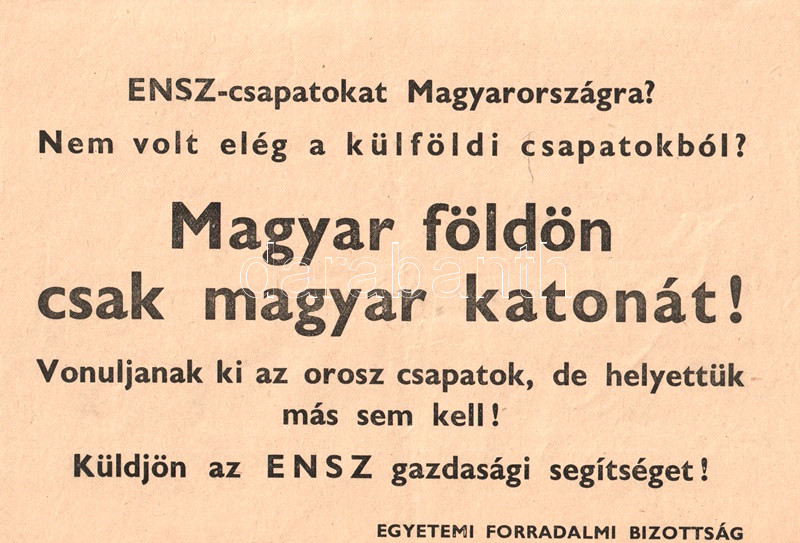 ENSZ-csapatokat Magyarországra?
Nem volt elég a külföldi csapatokból?
Magyar földön
csak magyar katonát!
darabanth
Vonuljanak ki az orosz csapatok, de helyettük
más sem kell!
Küldjön az ENSZ gazdasági segítséget!
EGYETEMI FORRADALMI BIZOTTSÁG